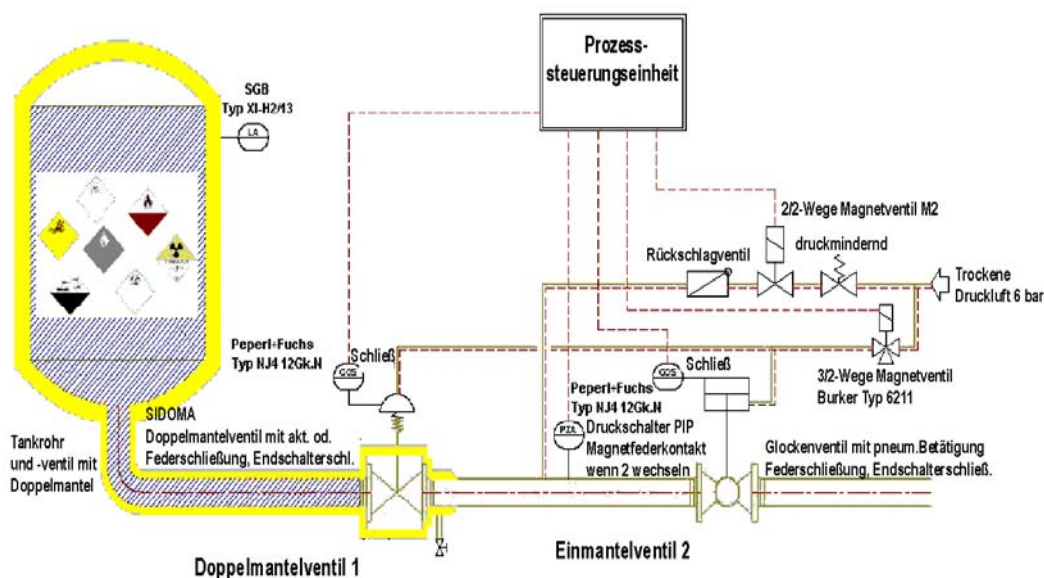 Prozess-
steuerungseinheit
SGB
Typ XI-H2/13
LA
2/2-Wege Magnetventil M2
druckmindernd
Rückschlagventil
Trockene
Druckluft 6 bar
Peperl+Fuchs
Typ NJ4 12Gk.N
Schließ
GOS
Schließ
GOS
3/2-Wege Magnetventil
Burker Typ 6211
Peperl+Fuchs
Typ NJ4 12Gk.N
SIDOMA
Doppelmantelventil mit akt. od.
Federschließung, Endschalterschl.
Tankrohr
und -ventil mit
Doppelmantel
PIA
Druckschalter PIP
Magnetfederkontakt
wenn 2 wechseln
Glockenventil mit pneum.Betätigung
Federschließung, Endschalterschließ.
Doppelmantelventil 1
Einmantelventil 2